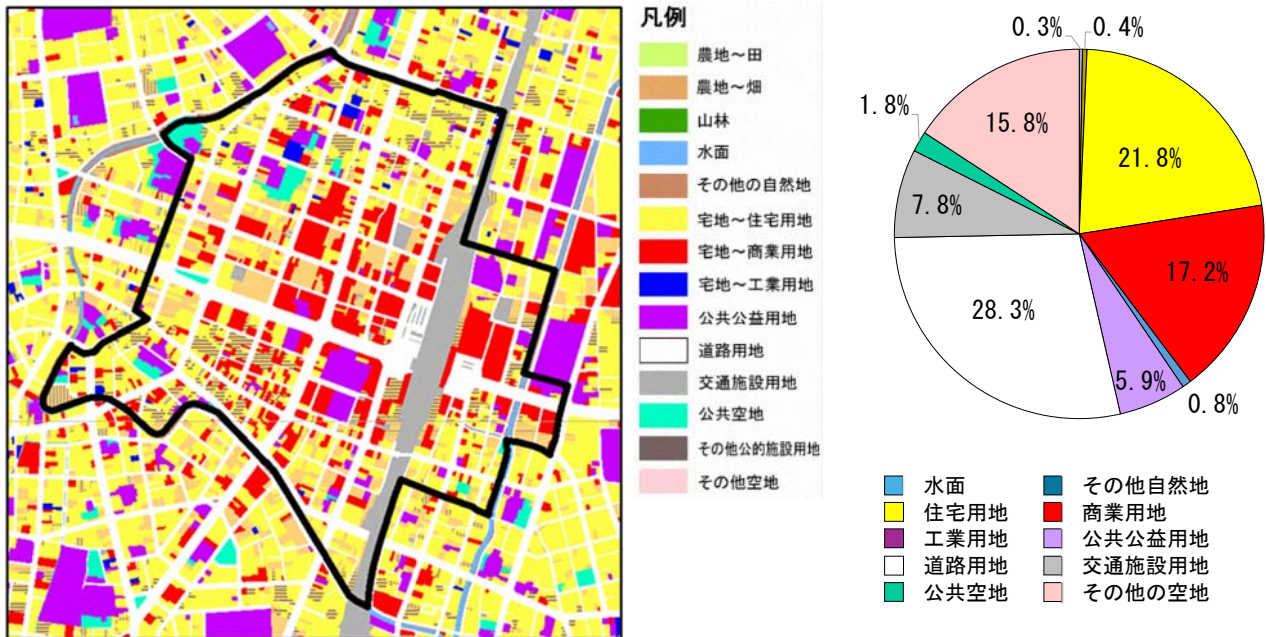 凡例
農地～田
農地～畑
山林
水面
その他の自然地
宅地～住宅用地
宅地～商業用地
宅地～工業用地
公共公益用地
道路用地
交通施設用地
公共空地
その他公的施設用地
その他空地
0.3%
0.4%
21.8%
17.2%
0.8%
5.9%
28.3%
7.8%
1.8%
15.8%
水面
その他自然地
住宅用地
商業用地
工業用地
公共公益用地
道路用地
交通施設用地
公共空地
その他の空地